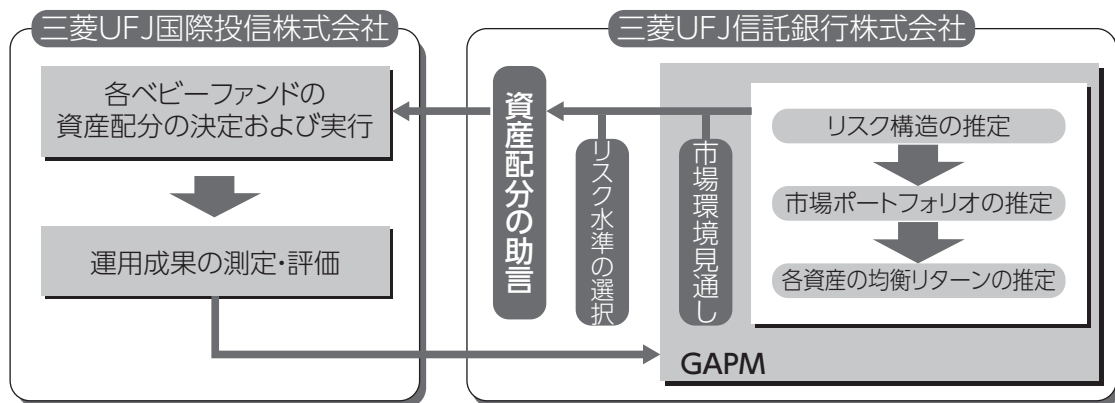 三菱UFJ国際投信株式会社
各ベビーファンドの
資産配分の決定および実行
運用成果の測定・評価
三菱UFJ信託銀行株式会社
資産配分の助言
リスク水準の選択
市場環境見通し
リスク構造の推定
市場ポートフォリオの推定
各資産の均衡リターンの推定
GAPM